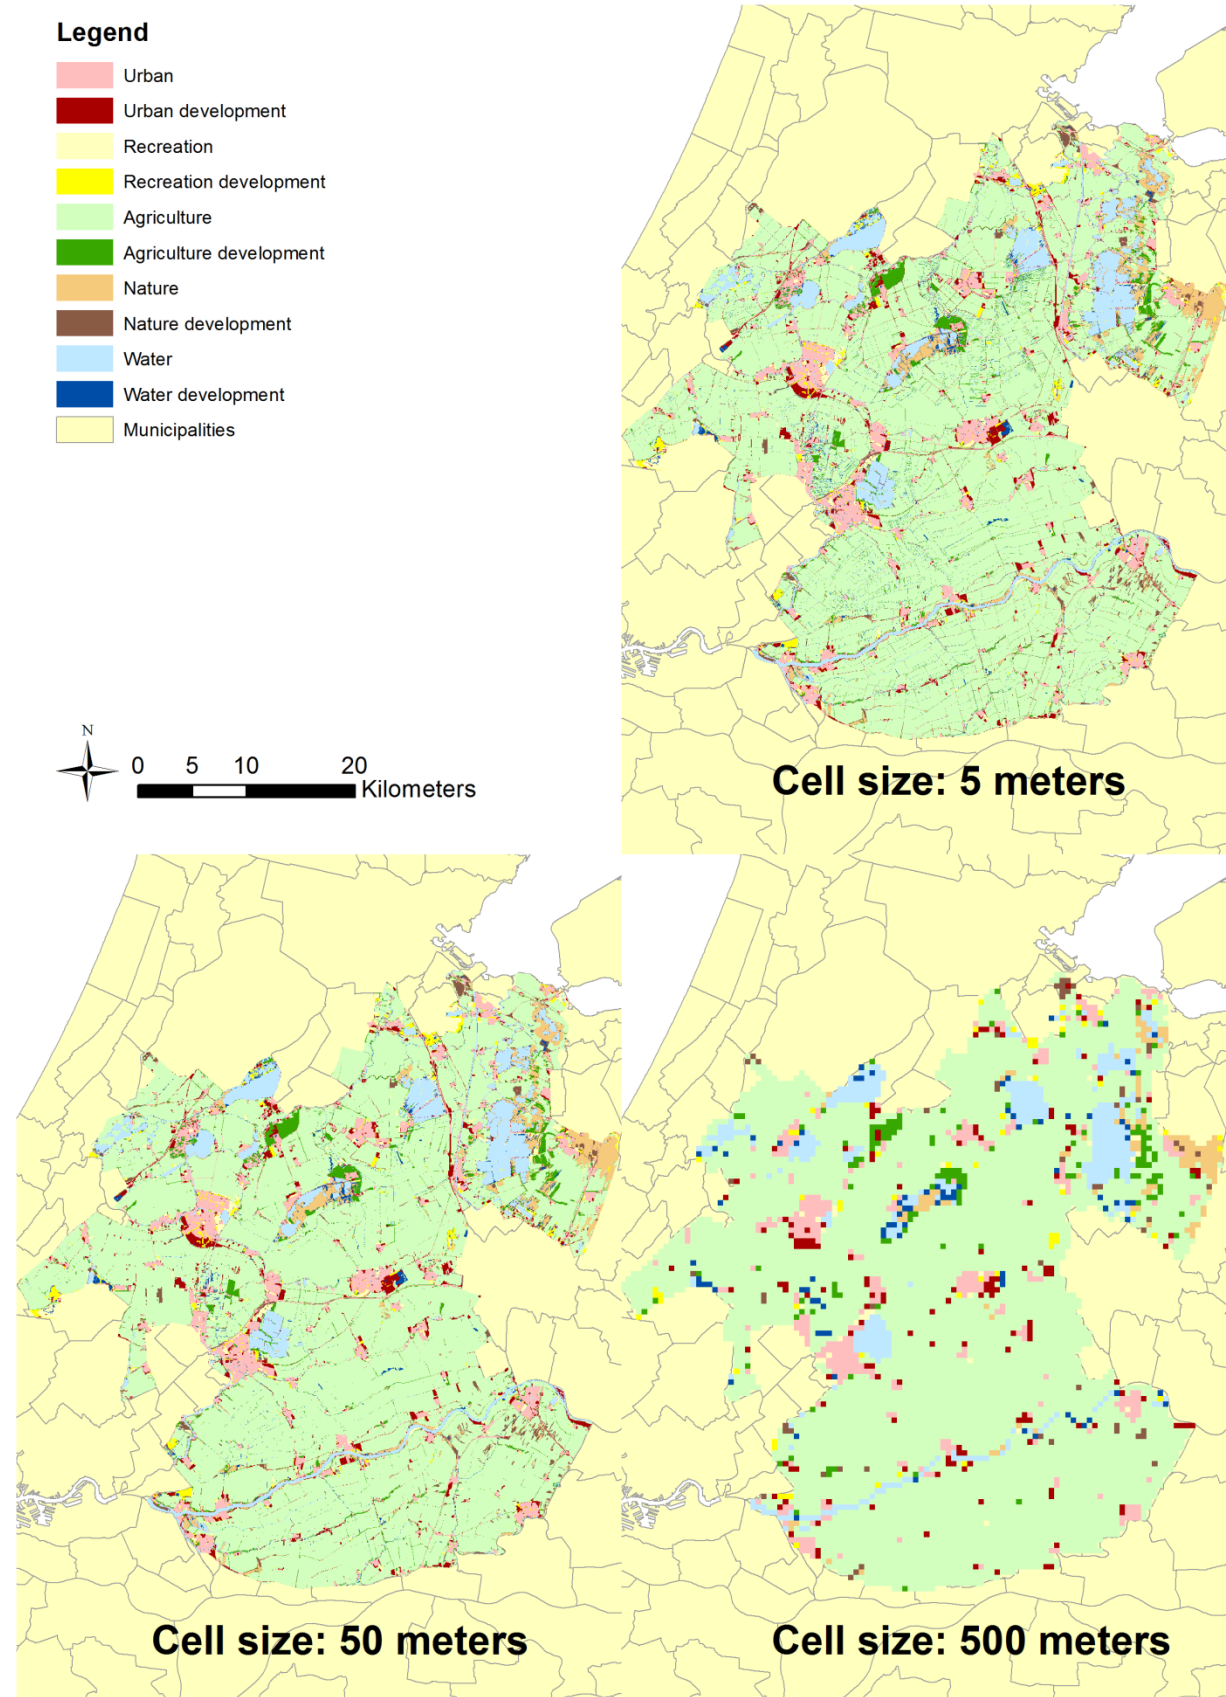 Legend
Urban
Urban development
Recreation
Recreation development
Agriculture
Agriculture development
Nature
Nature development
Water
Water development
Municipalities
N
0 5 10 20
Kilometers
Cell size: 5 meters
Cell size: 50 meters
Cell size: 500 meters